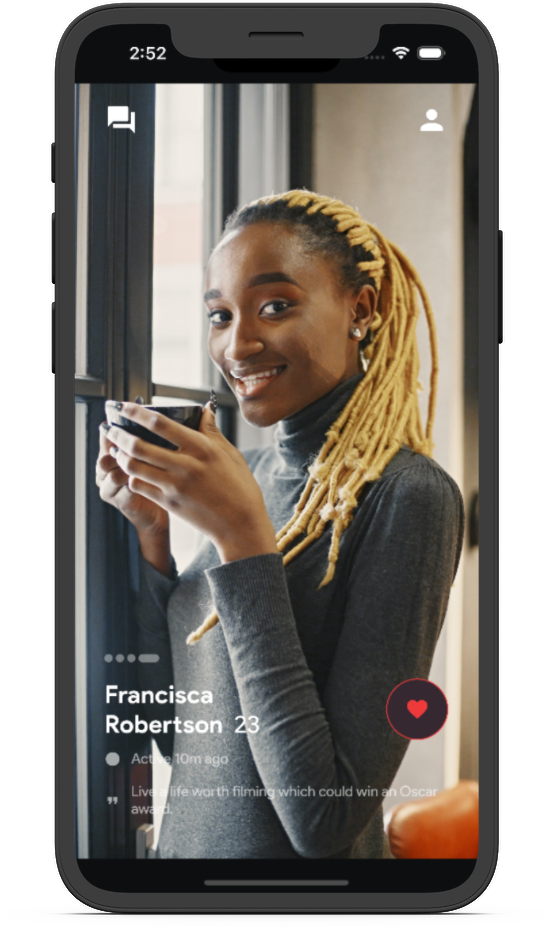 2:52
Francisca
Robertson 23
Active 10m ago
Live a life worth filming which could win an Oscar
award.